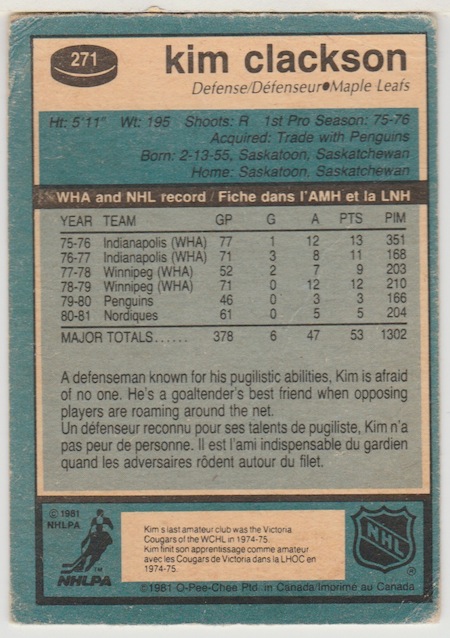 271
kim clackson
Defense/Défenseur●Maple Leafs
Ht: 5'11" Wt: 195 Shoots: R 1st Pro Season: 75-76
Acquired: Trade with Penguins
Born: 2-13-55, Saskatoon, Saskatchewan
Home: Saskatoon, Saskatchewan
WHA and NHL record / Fiche dans l'AMH et la LNH
YEAR TEAM GP G A PTS PIM
75-76 Indianapolis (WHA) 77 1 12 13 351
76-77 Indianapolis (WHA) 71 3 8 11 168
77-78 Winnipeg (WHA) 52 2 7 9 203
78-79 Winnipeg (WHA) 71 0 12 12 210
79-80 Penguins 46 0 3 3 166
80-81 Nordiques 61 0 5 5 204
MAJOR TOTALS...... 378 6 47 53 1302
A defenseman known for his pugilistic abilities, Kim is afraid
of no one. He's a goaltender's best friend when opposing
players are roaming around the net.
Un défenseur reconnu pour ses talents de pugiliste, Kim n'a
pas peur de personne. Il est l'ami indispensable du gardien
quand les adversaires rôdent autour du filet.
© 1981
NHLPA
TM
NHLPA
Kim s last amateur club was the Victoria
Cougars of the WCHL in 1974-75.
Kim finit son apprentissage comme amateur
avec les Cougars de Victoria dans la LHOC en
1974-75.
NHL
©1981 O-Pee-Chee Ptd. in Canada/Imprimé au Canada